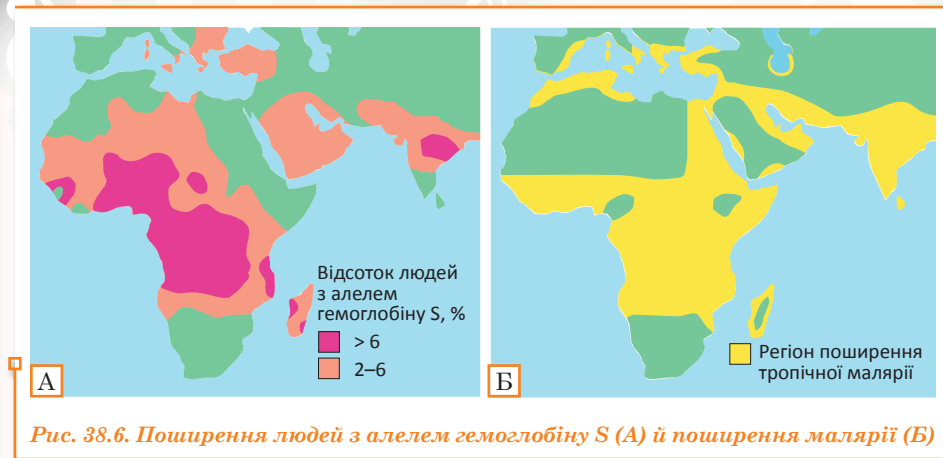 Відсоток людей
з алелем
гемоглобіну S, %
> 6
2–6
А
Регіон поширення
тропічної малярії
Б
Рис. 38.6. Поширення людей з алелем гемоглобіну S (А) й поширення малярії (Б)